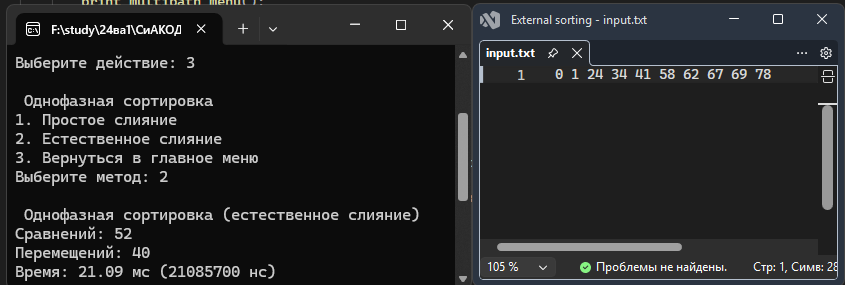 F:\study\24ва1\СиАКОД
Выберите действие: 3
Однофазная сортировка
1. Простое слияние
2. Естественное слияние
3. Вернуться в главное меню
Выберите метод: 2
Однофазная сортировка (естественное слияние)
Сравнений: 52
Перемещений: 40
Время: 21.09 мс (21085700 нс)
External sorting - input.txt
input.txt
1 0 1 24 34 41 58 62 67 69 78
105 %
Проблемы не найдены.
Стр: 1, Симв: 28